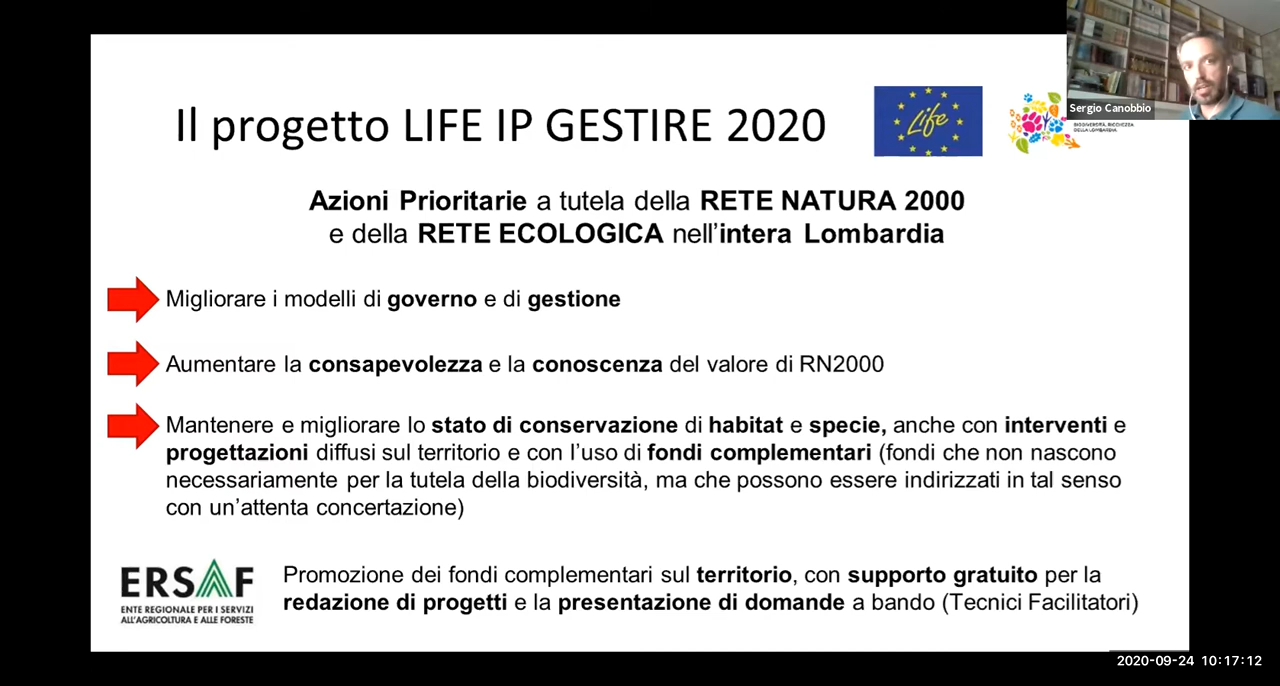 Sergio Canobbio
Il progetto LIFE IP GESTIRE 2020
Life
BIODIVERSITÀ, RICCHEZZA
DELLA LOMBARDIA
Azioni Prioritarie a tutela della RETE NATURA 2000
e della RETE ECOLOGICA nell'intera Lombardia
Migliorare i modelli di governo e di gestione
Aumentare la consapevolezza e la conoscenza del valore di RN2000
Mantenere e migliorare lo stato di conservazione di habitat e specie, anche con interventi e
progettazioni diffusi sul territorio e con l'uso di fondi complementari (fondi che non nascono
necessariamente per la tutela della biodiversità, ma che possono essere indirizzati in tal senso
con un'attenta concertazione)
ERSAF
ENTE REGIONALE PER I SERVIZI
ALL'AGRICOLTURA E ALLE FORESTE
Promozione dei fondi complementari sul territorio, con supporto gratuito per la
redazione di progetti e la presentazione di domande a bando (Tecnici Facilitatori)
2020-09-24 10:17:12